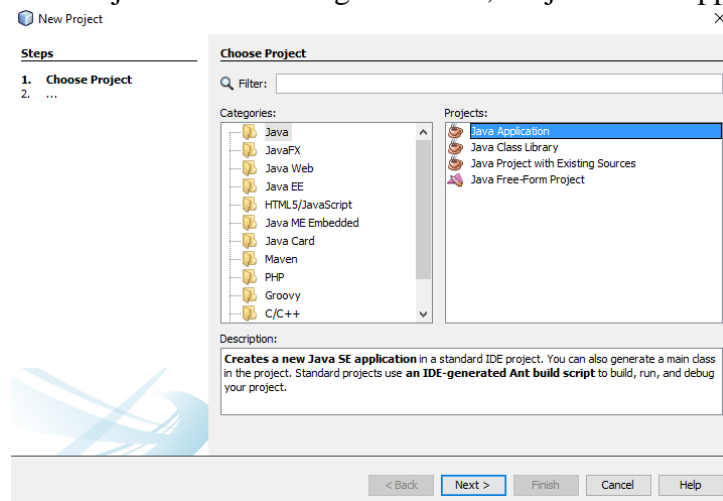 New Project
Steps
1. Choose Project
2. ...
Choose Project
Filter:
Categories:
Java
JavaFX
Java Web
Java EE
HTML5/JavaScript
Java ME Embedded
Java Card
Maven
PHP
Groovy
C/C++
Projects:
Java Application
Java Class Library
Java Project with Existing Sources
Java Free-Form Project
Description:
Creates a new Java SE application in a standard IDE project. You can also generate a main class
in the project. Standard projects use an IDE-generated Ant build script to build, run, and debug
your project.
< Back Next > Finish Cancel Help